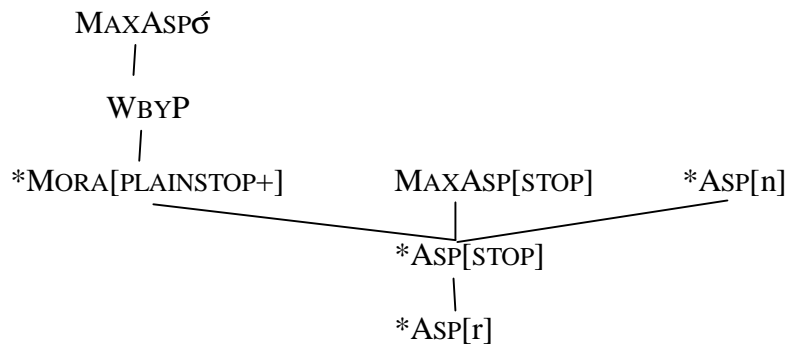 MAXASPσ́
WBYP
*MORA[PLAINSTOP+] MAXASP[STOP] *ASP[n]
*ASP[STOP]
*ASP[r]